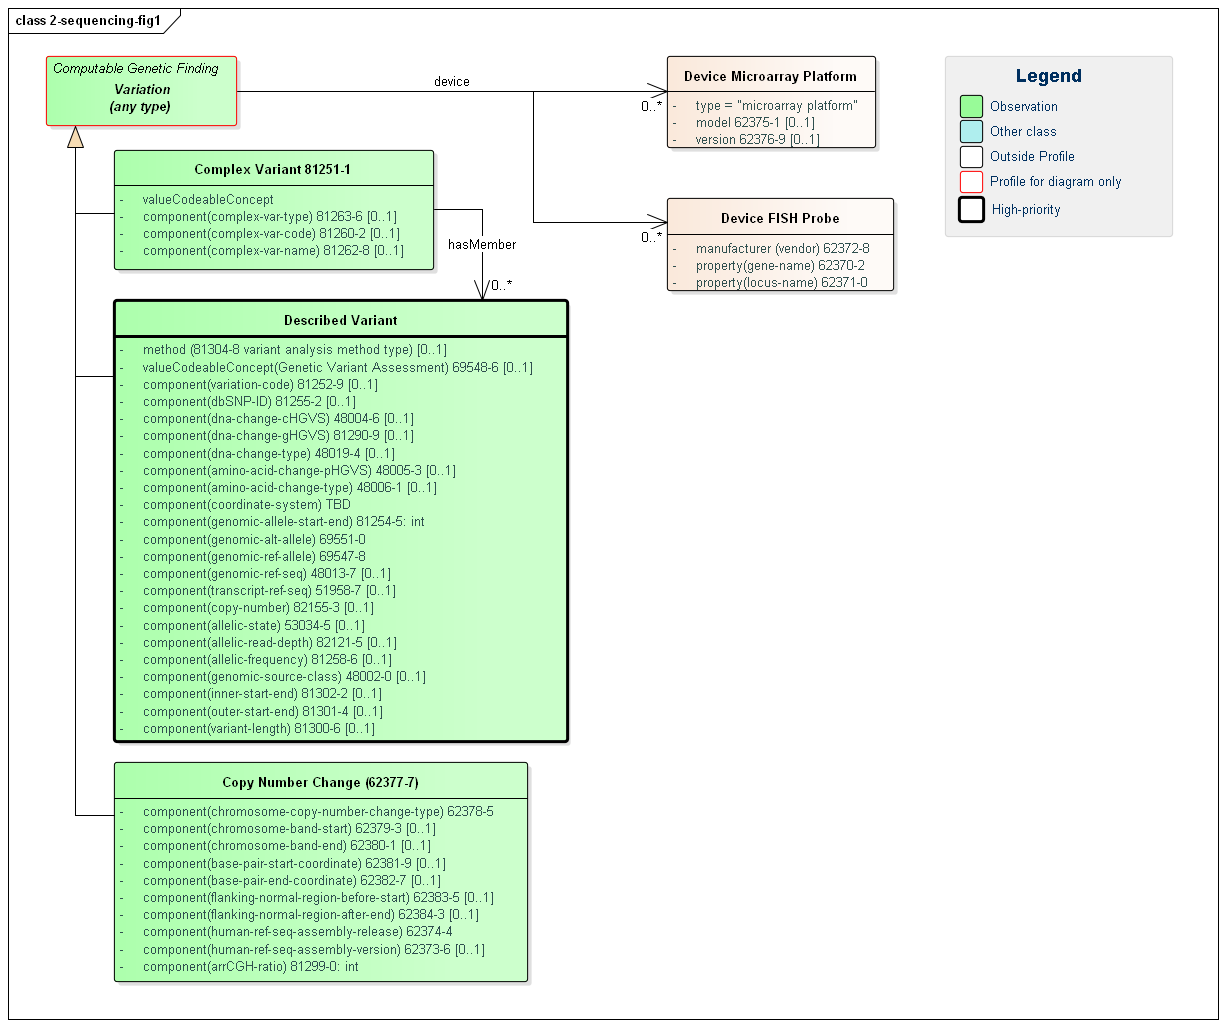 class 2-sequencing-fig1
Computable Genetic Finding
Variation
(any type)
device
0..*
0..*
Device Microarray Platform
- type = "microarray platform"
- model 62375-1 [0..1]
- version 62376-9 [0..1]
Device FISH Probe
- manufacturer (vendor) 62372-8
- property(gene-name) 62370-2
- property(locus-name) 62371-0
Legend
Observation
Other class
Outside Profile
Profile for diagram only
High-priority
Complex Variant 81251-1
- valueCodeableConcept
- component(complex-var-type) 81263-6 [0..1]
- component(complex-var-code) 81260-2 [0..1]
- component(complex-var-name) 81262-8 [0..1]
hasMember
0..*
Described Variant
- method (81304-8 variant analysis method type) [0..1]
- valueCodeableConcept(Genetic Variant Assessment) 69548-6 [0..1]
- component(variation-code) 81252-9 [0..1]
- component(dbSNP-ID) 81255-2 [0..1]
- component(dna-change-cHGVS) 48004-6 [0..1]
- component(dna-change-gHGVS) 81290-9 [0..1]
- component(dna-change-type) 48019-4 [0..1]
- component(amino-acid-change-pHGVS) 48005-3 [0..1]
- component(amino-acid-change-type) 48006-1 [0..1]
- component(coordinate-system) TBD
- component(genomic-allele-start-end) 81254-5: int
- component(genomic-alt-allele) 69551-0
- component(genomic-ref-allele) 69547-8
- component(genomic-ref-seq) 48013-7 [0..1]
- component(transcript-ref-seq) 51958-7 [0..1]
- component(copy-number) 82155-3 [0..1]
- component(allelic-state) 53034-5 [0..1]
- component(allelic-read-depth) 82121-5 [0..1]
- component(allelic-frequency) 81258-6 [0..1]
- component(genomic-source-class) 48002-0 [0..1]
- component(inner-start-end) 81302-2 [0..1]
- component(outer-start-end) 81301-4 [0..1]
- component(variant-length) 81300-6 [0..1]
Copy Number Change (62377-7)
- component(chromosome-copy-number-change-type) 62378-5
- component(chromosome-band-start) 62379-3 [0..1]
- component(chromosome-band-end) 62380-1 [0..1]
- component(base-pair-start-coordinate) 62381-9 [0..1]
- component(base-pair-end-coordinate) 62382-7 [0..1]
- component(flanking-normal-region-before-start) 62383-5 [0..1]
- component(flanking-normal-region-after-end) 62384-3 [0..1]
- component(human-ref-seq-assembly-release) 62374-4
- component(human-ref-seq-assembly-version) 62373-6 [0..1]
- component(arrCGH-ratio) 81299-0: int